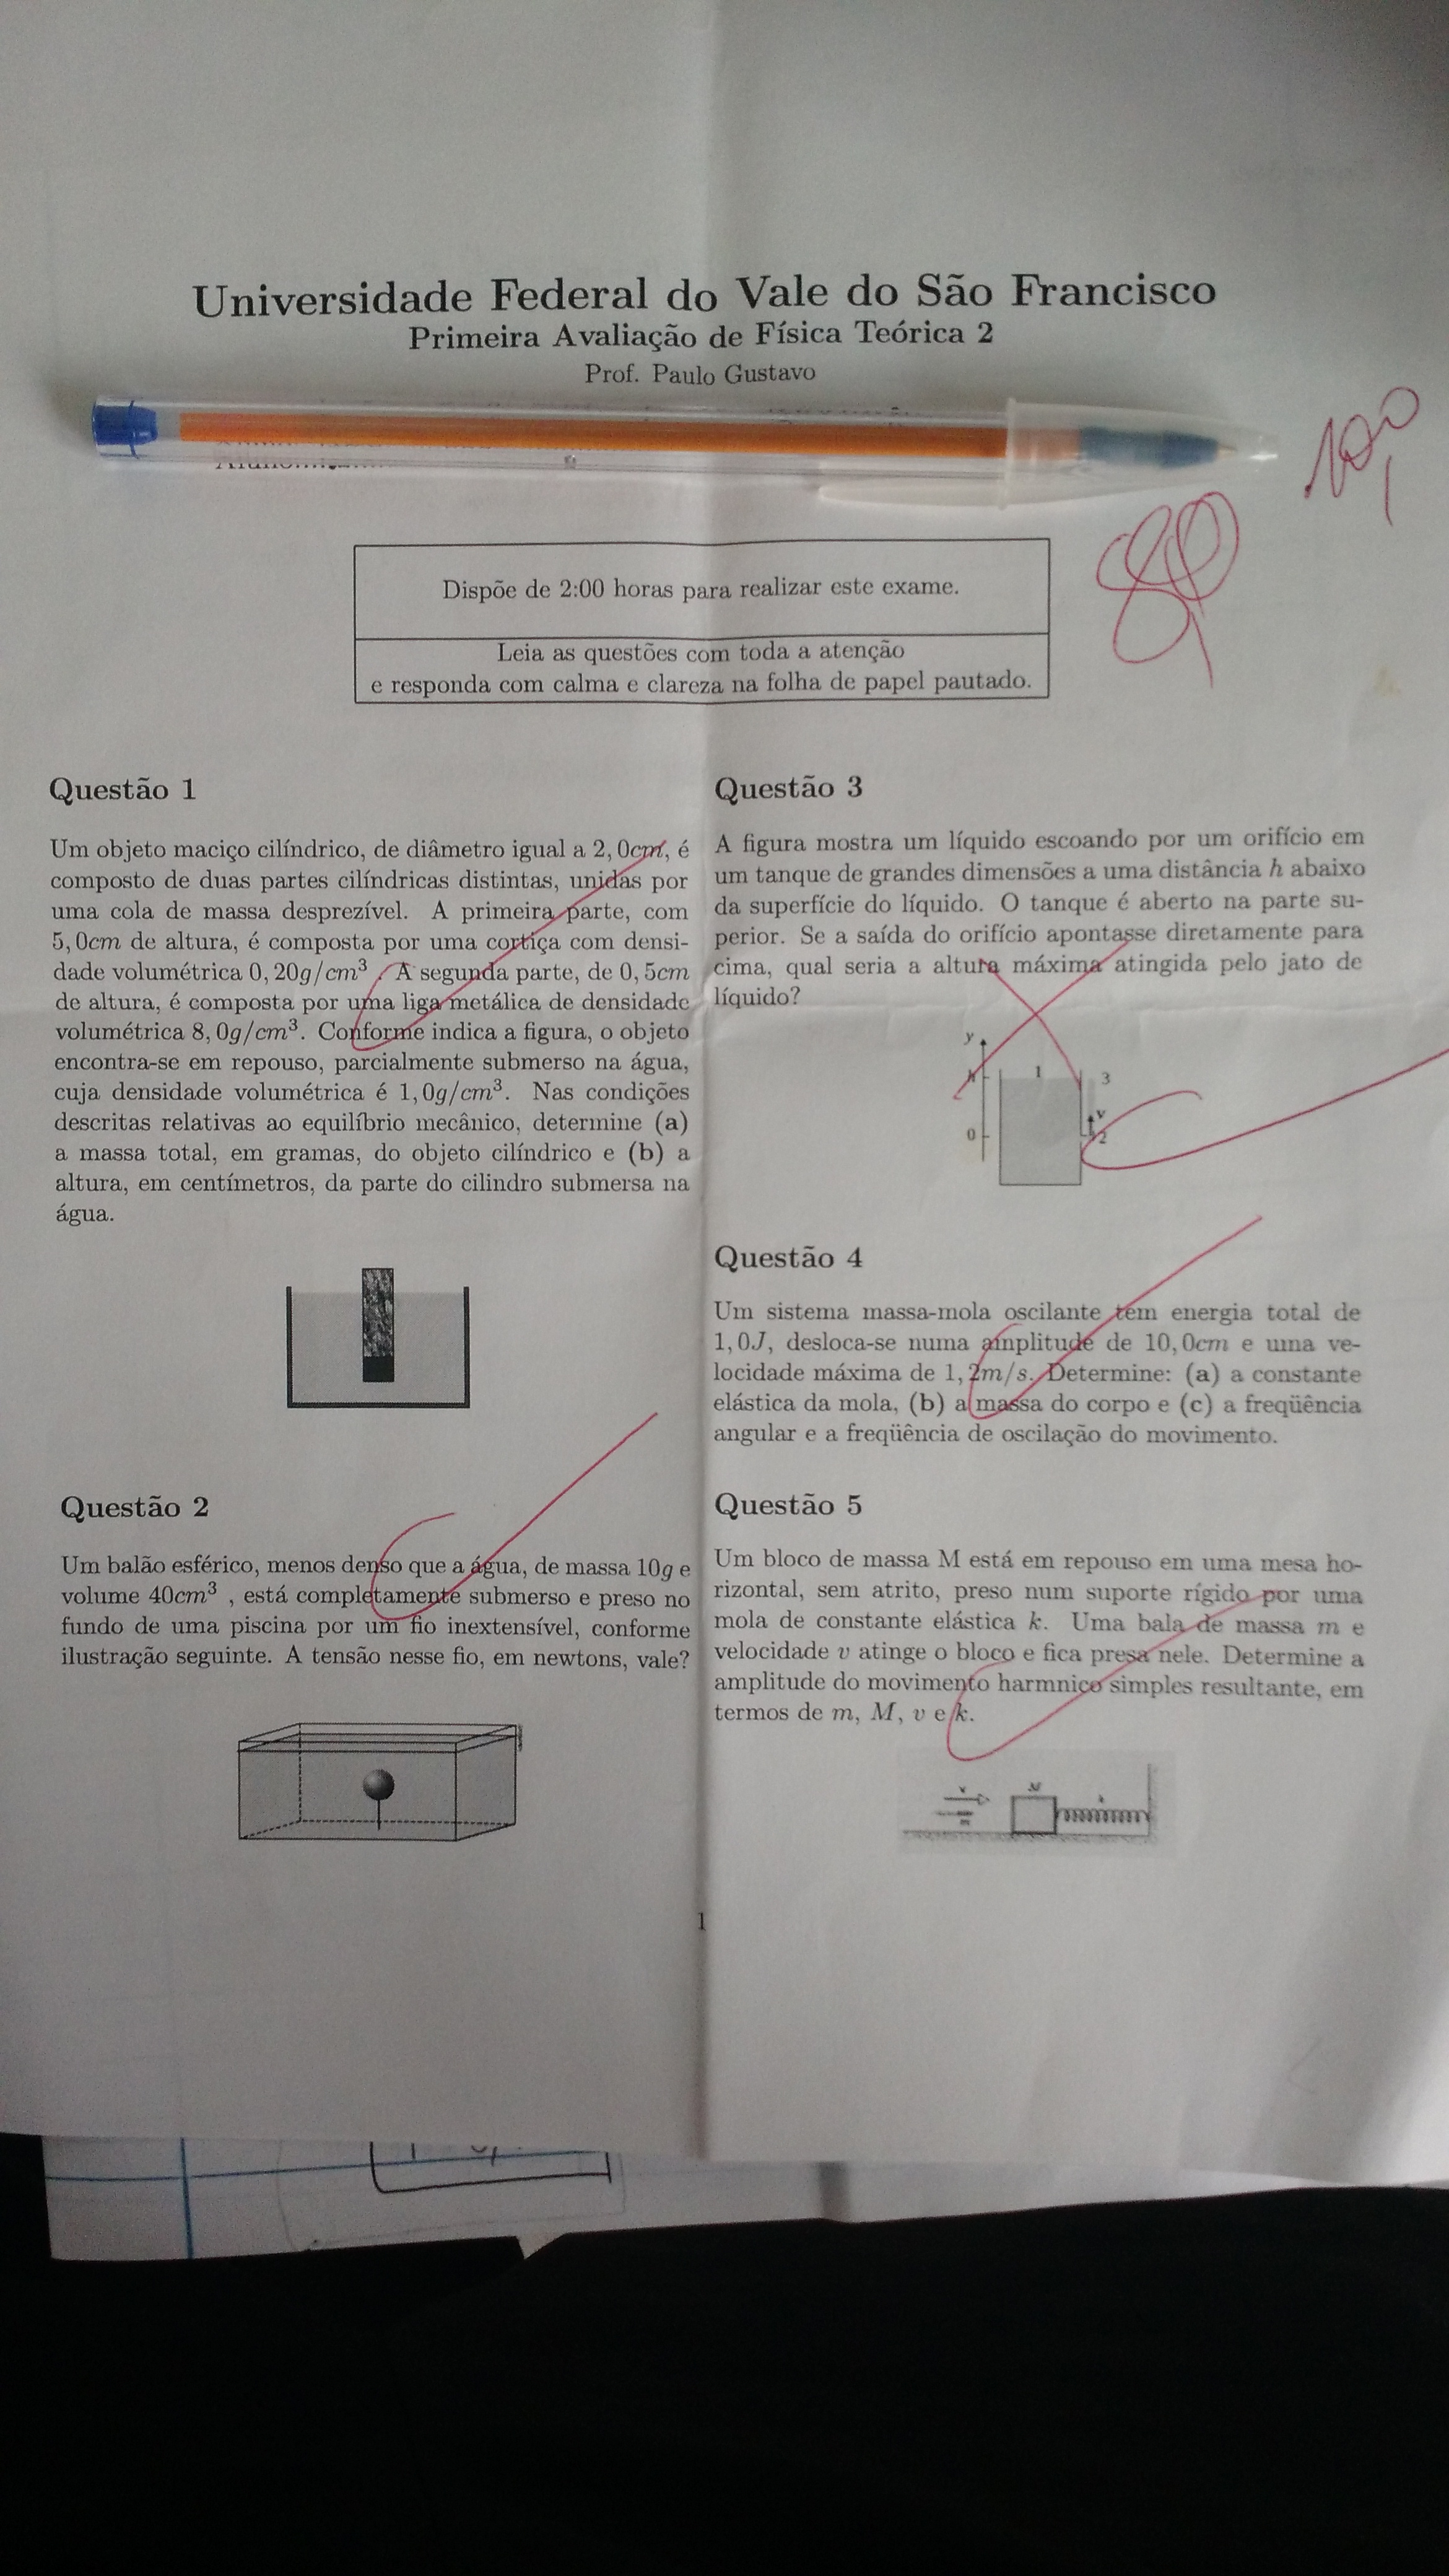 Universidade Federal do Vale do São Francisco
Primeira Avaliação de Física Teórica 2
Prof. Paulo Gustavo
10,0
8,0
Dispõe de 2:00 horas para realizar este exame.
Leia as questões com toda a atenção
e responda com calma e clareza na folha de papel pautado.
Questão 1
Um objeto maciço cilíndrico, de diâmetro igual a 2, 0cm, é
composto de duas partes cilíndricas distintas, unidas por
uma cola de massa desprezível. A primeira parte, com
5, 0cm de altura, é composta por uma cortiça com densi-
dade volumétrica 0, 20g/cm³ . A segunda parte, de 0, 5cm
de altura, é composta por uma liga metálica de densidade
volumétrica 8, 0g/cm³. Conforme indica a figura, o objeto
encontra-se em repouso, parcialmente submerso na água,
cuja densidade volumétrica é 1, 0g/cm³. Nas condições
descritas relativas ao equilíbrio mecânico, determine (a)
a massa total, em gramas, do objeto cilíndrico e (b) a
altura, em centímetros, da parte do cilindro submersa na
água.
Questão 2
Um balão esférico, menos denso que a água, de massa 10g e
volume 40cm³ , está completamente submerso e preso no
fundo de uma piscina por um fio inextensível, conforme
ilustração seguinte. A tensão nesse fio, em newtons, vale?
Questão 3
A figura mostra um líquido escoando por um orifício em
um tanque de grandes dimensões a uma distância h abaixo
da superfície do líquido. O tanque é aberto na parte su-
perior. Se a saída do orifício apontasse diretamente para
cima, qual seria a altura máxima atingida pelo jato de
líquido?
y
h
1
3
v
0
2
Questão 4
Um sistema massa-mola oscilante tem energia total de
1, 0J, desloca-se numa amplitude de 10, 0cm e uma ve-
locidade máxima de 1, 2m/s. Determine: (a) a constante
elástica da mola, (b) a massa do corpo e (c) a freqüência
angular e a freqüência de oscilação do movimento.
Questão 5
Um bloco de massa M está em repouso em uma mesa ho-
rizontal, sem atrito, preso num suporte rígido por uma
mola de constante elástica k. Uma bala de massa m e
velocidade v atinge o bloco e fica presa nele. Determine a
amplitude do movimento harmnico simples resultante, em
termos de m, M, v e k.
v
M
m
1